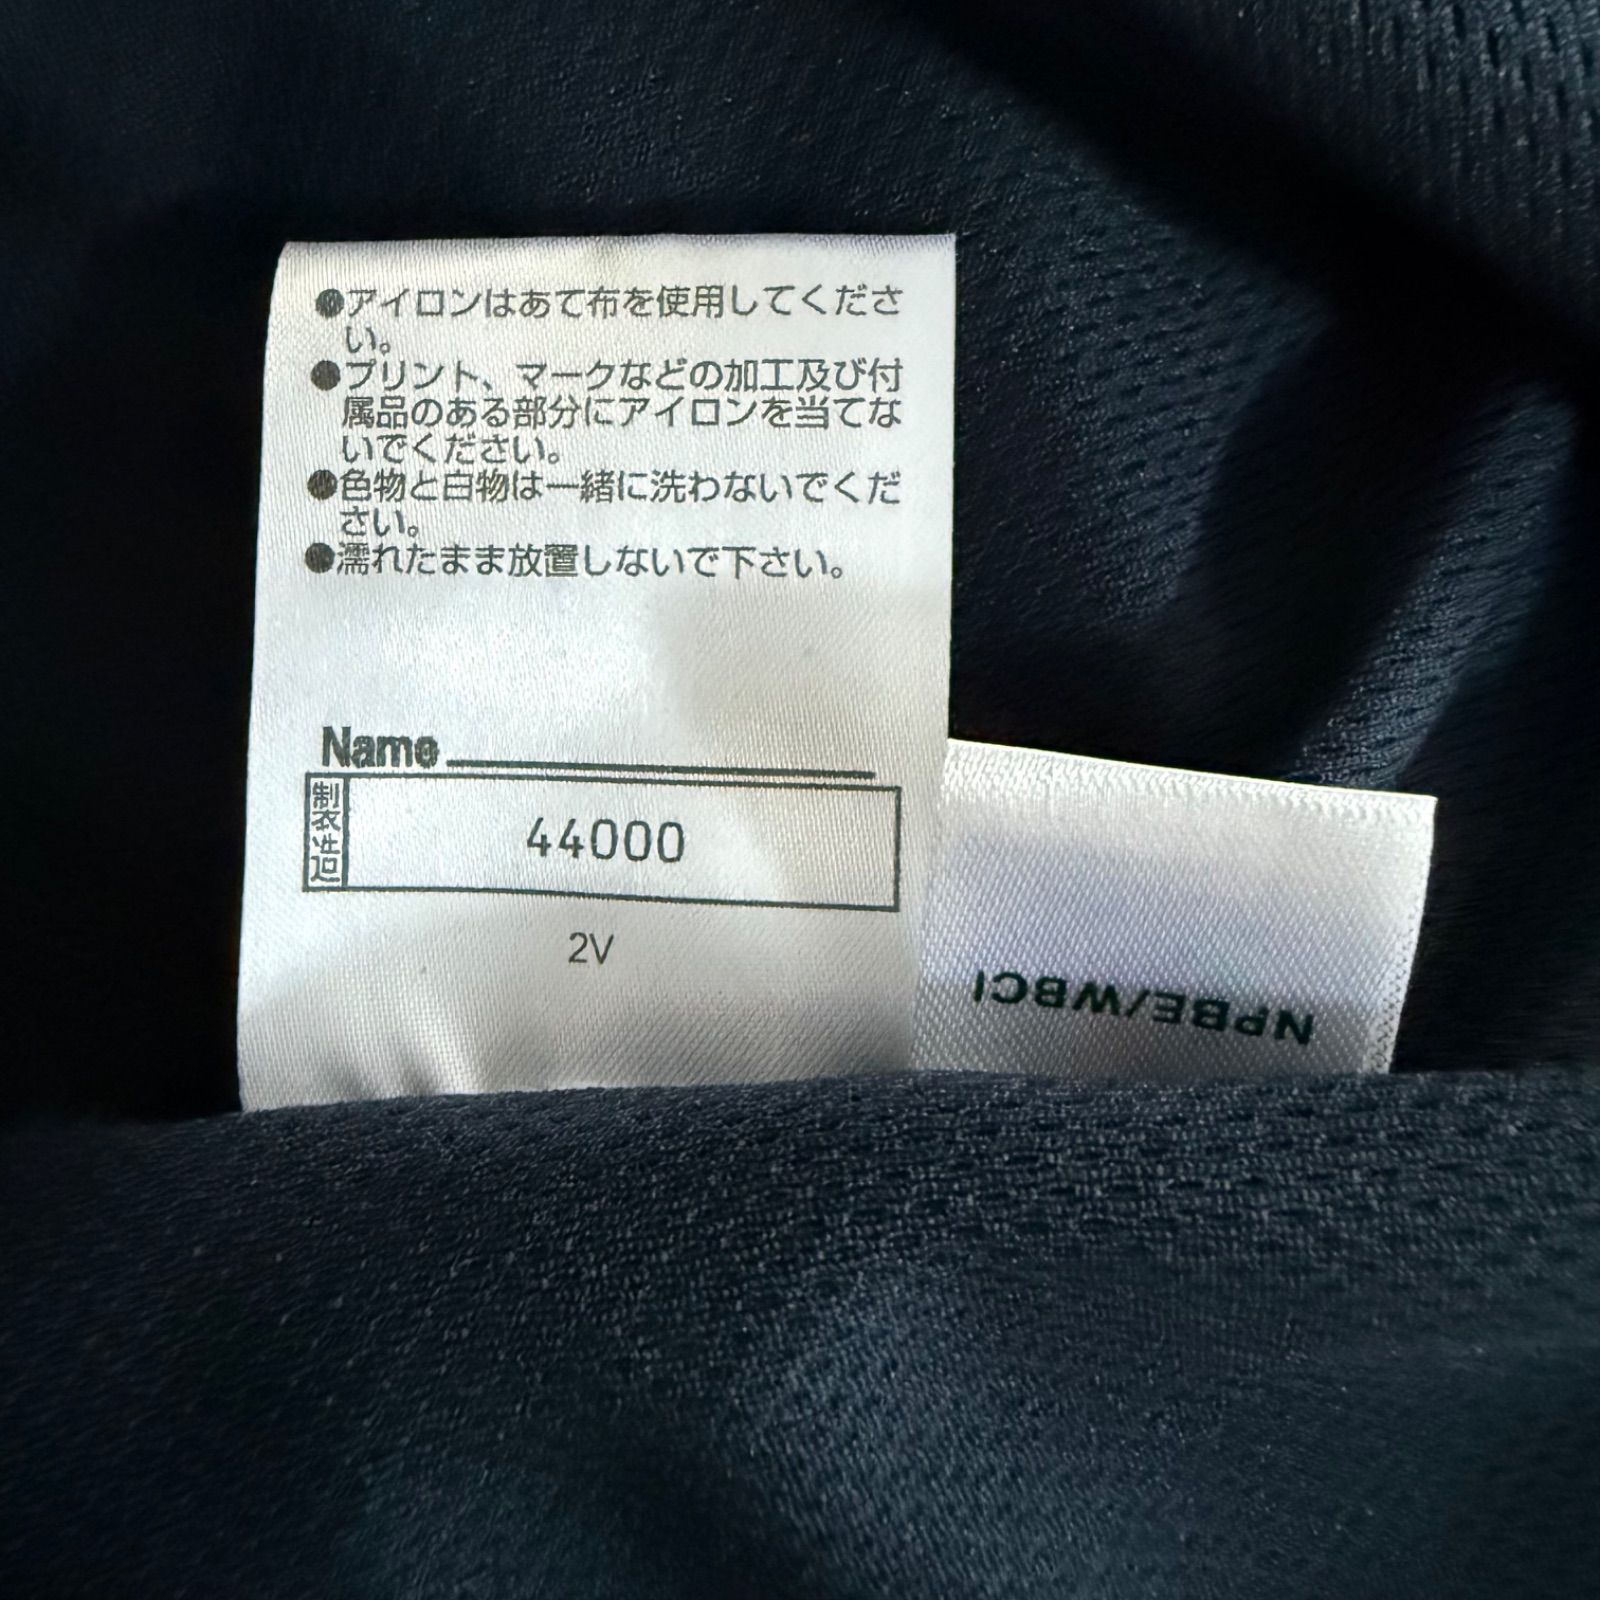 ●アイロンはあて布を使用してくださ
い。
●プリント、マークなどの加工及び付
属品のある部分にアイロンを当てな
いでください。
●色物と白物は一緒に洗わないでくだ
さい。
●濡れたまま放置しないで下さい。
Name
製造
44000
2V
NPBE/WBCI